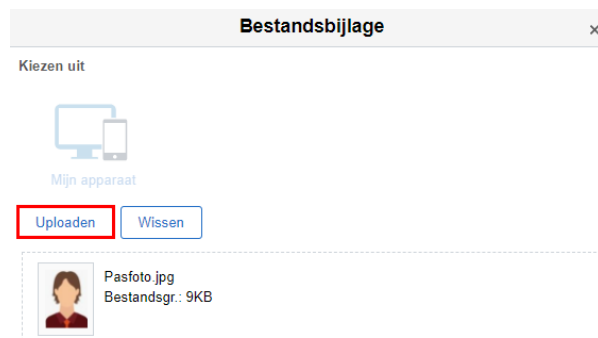 Bestandsbijlage ×
Kiezen uit
Mijn apparaat
Uploaden Wissen
Pasfoto.jpg
Bestandsgr.: 9KB